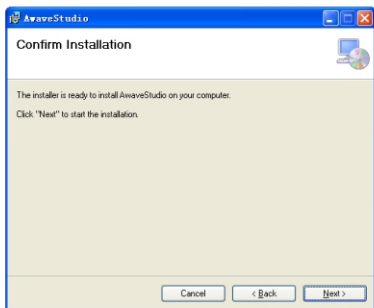 AwaveStudio
Confirm Installation
The installer is ready to install AwaveStudio on your computer.
Click "Next" to start the installation.
Cancel
< Back
Next >